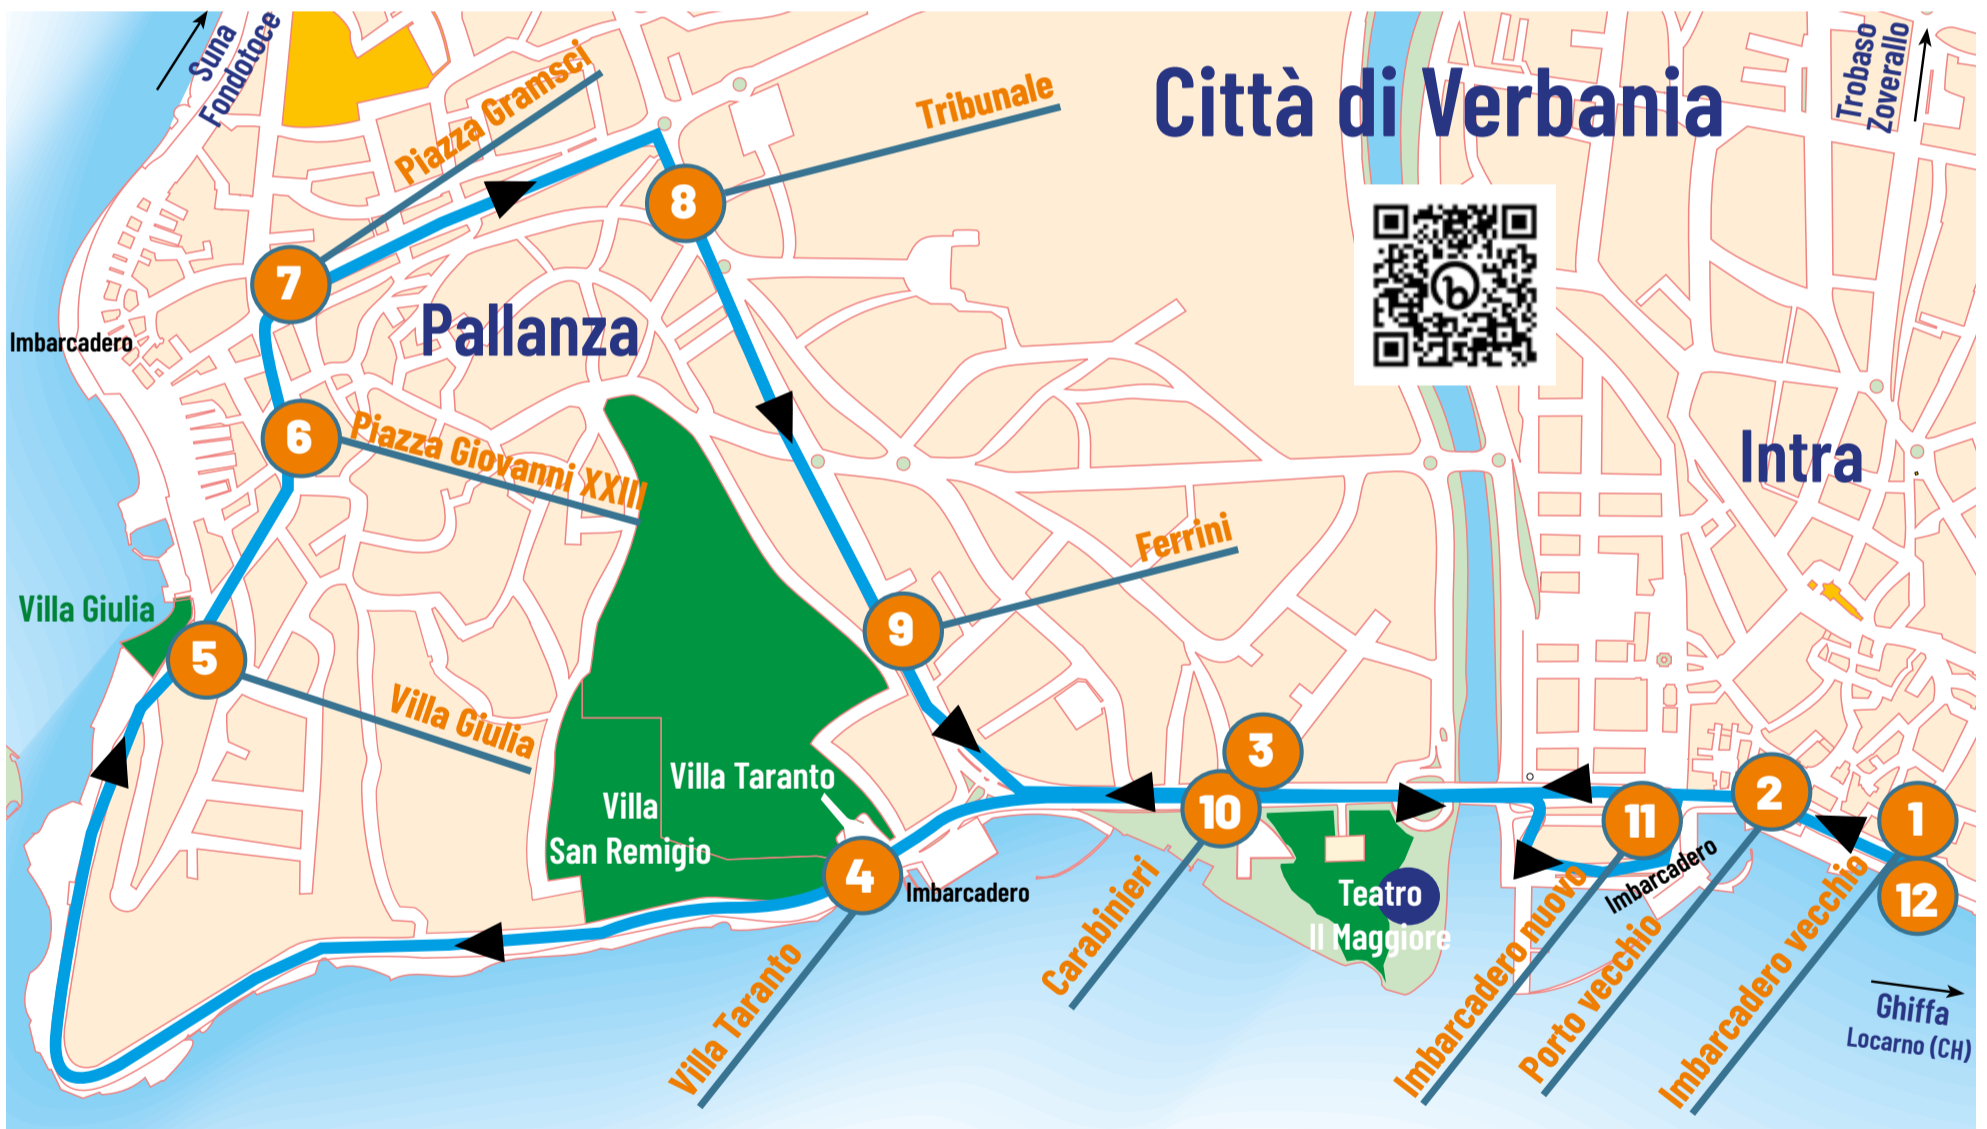 Suna
Fondotoce
Piazza Gramsci
Tribunale
Città di Verbania
Trobaso
Zoverallo
8
7
Pallanza
Imbarcadero
6
Piazza Giovanni XXIII
Intra
Ferrini
Villa Giulia
9
5
Villa Giulia
3
Villa Taranto
Villa
San Remigio
10
11
2
1
4
Imbarcadero
Imbarcadero
12
Teatro
Il Maggiore
Carabinieri
Villa Taranto
Imbarcadero nuovo
Porto vecchio
Imbarcadero vecchio
Ghiffa
Locarno (CH)
b